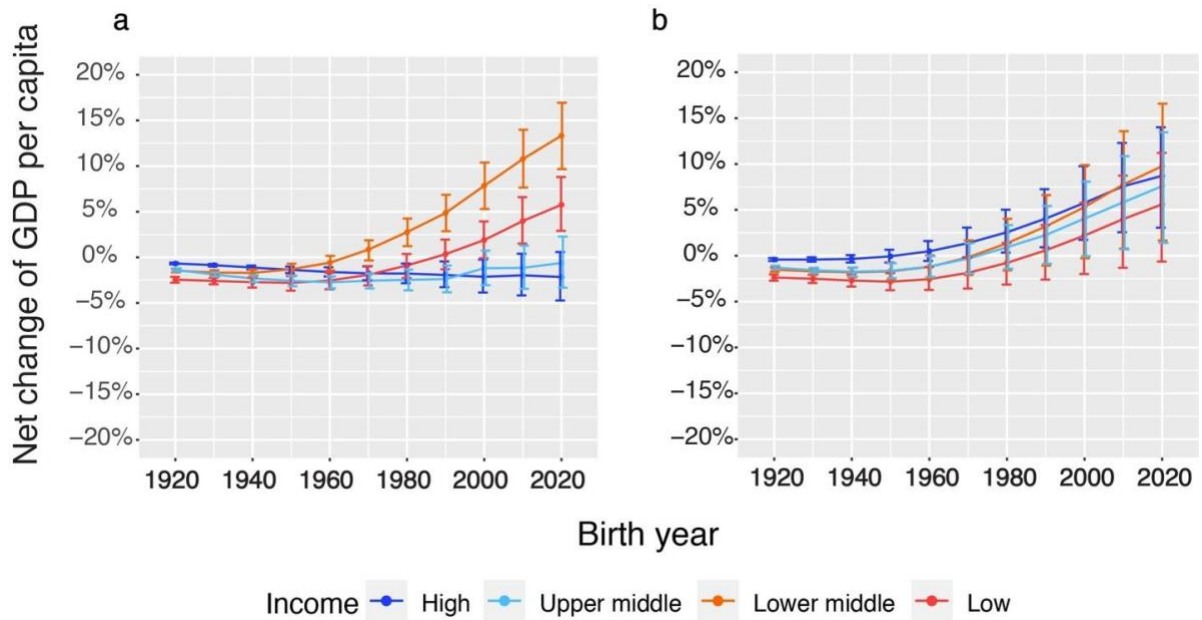 a
b
Net change of GDP per capita
20%
15%
10%
5%
0%
−5%
−10%
−15%
−20%
1920 1940 1960 1980 2000 2020
20%
15%
10%
5%
0%
−5%
−10%
−15%
−20%
1920 1940 1960 1980 2000 2020
Birth year
Income High Upper middle Lower middle Low